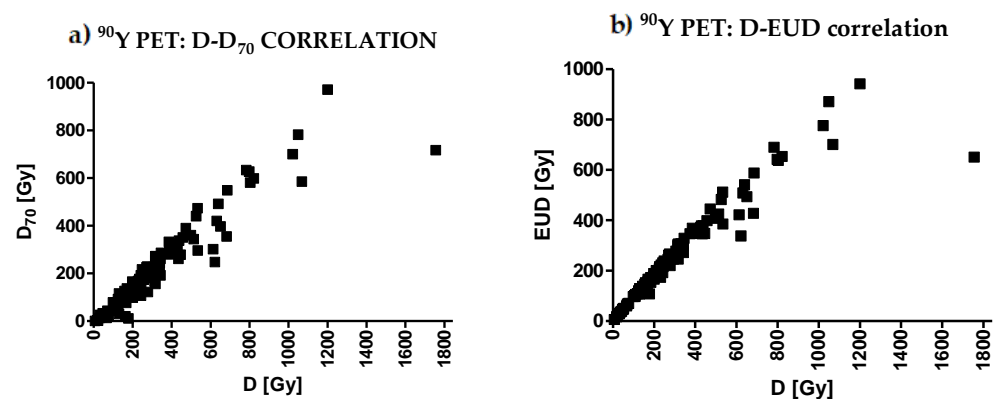 a) ⁹⁰Y PET: D-D₇₀ CORRELATION
D₇₀ [Gy]
1000
800
600
400
200
0
0 200 400 600 800 1000 1200 1400 1600 1800
D [Gy]
b) ⁹⁰Y PET: D-EUD correlation
EUD [Gy]
1000
800
600
400
200
0
0 200 400 600 800 1000 1200 1400 1600 1800
D [Gy]